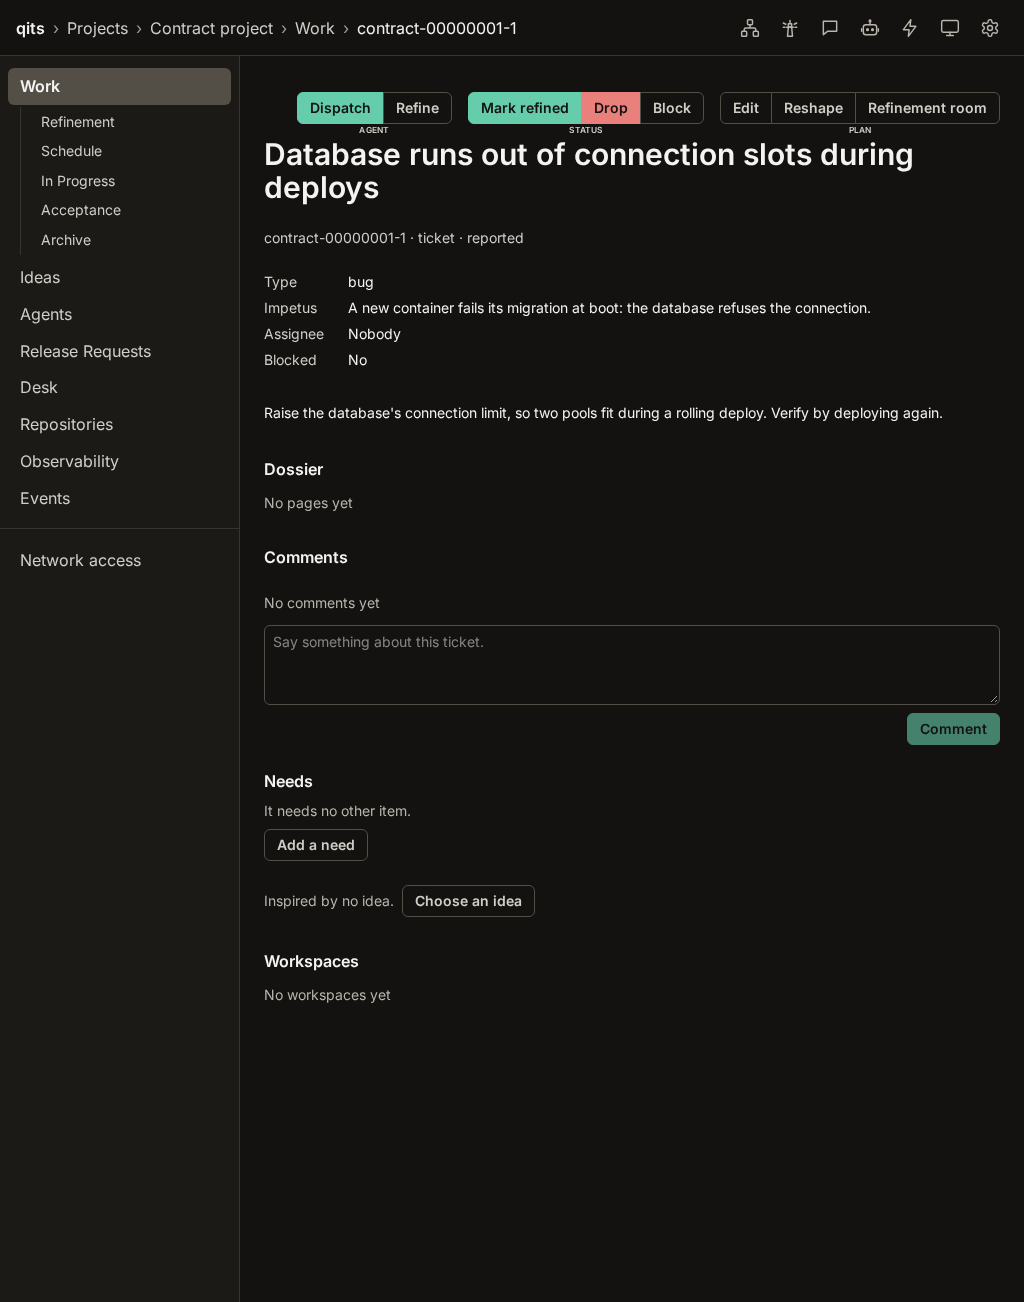 qits › Projects › Contract project › Work › contract-00000001-1
Work
Refinement
Schedule
In Progress
Acceptance
Archive
Ideas
Agents
Release Requests
Desk
Repositories
Observability
Events
Network access
Dispatch Refine Mark refined Drop Block Edit Reshape Refinement room
AGENT STATUS PLAN
Database runs out of connection slots during
deploys
contract-00000001-1 · ticket · reported
Type bug
Impetus A new container fails its migration at boot: the database refuses the connection.
Assignee Nobody
Blocked No
Raise the database's connection limit, so two pools fit during a rolling deploy. Verify by deploying again.
Dossier
No pages yet
Comments
No comments yet
Say something about this ticket.
Comment
Needs
It needs no other item.
Add a need
Inspired by no idea. Choose an idea
Workspaces
No workspaces yet